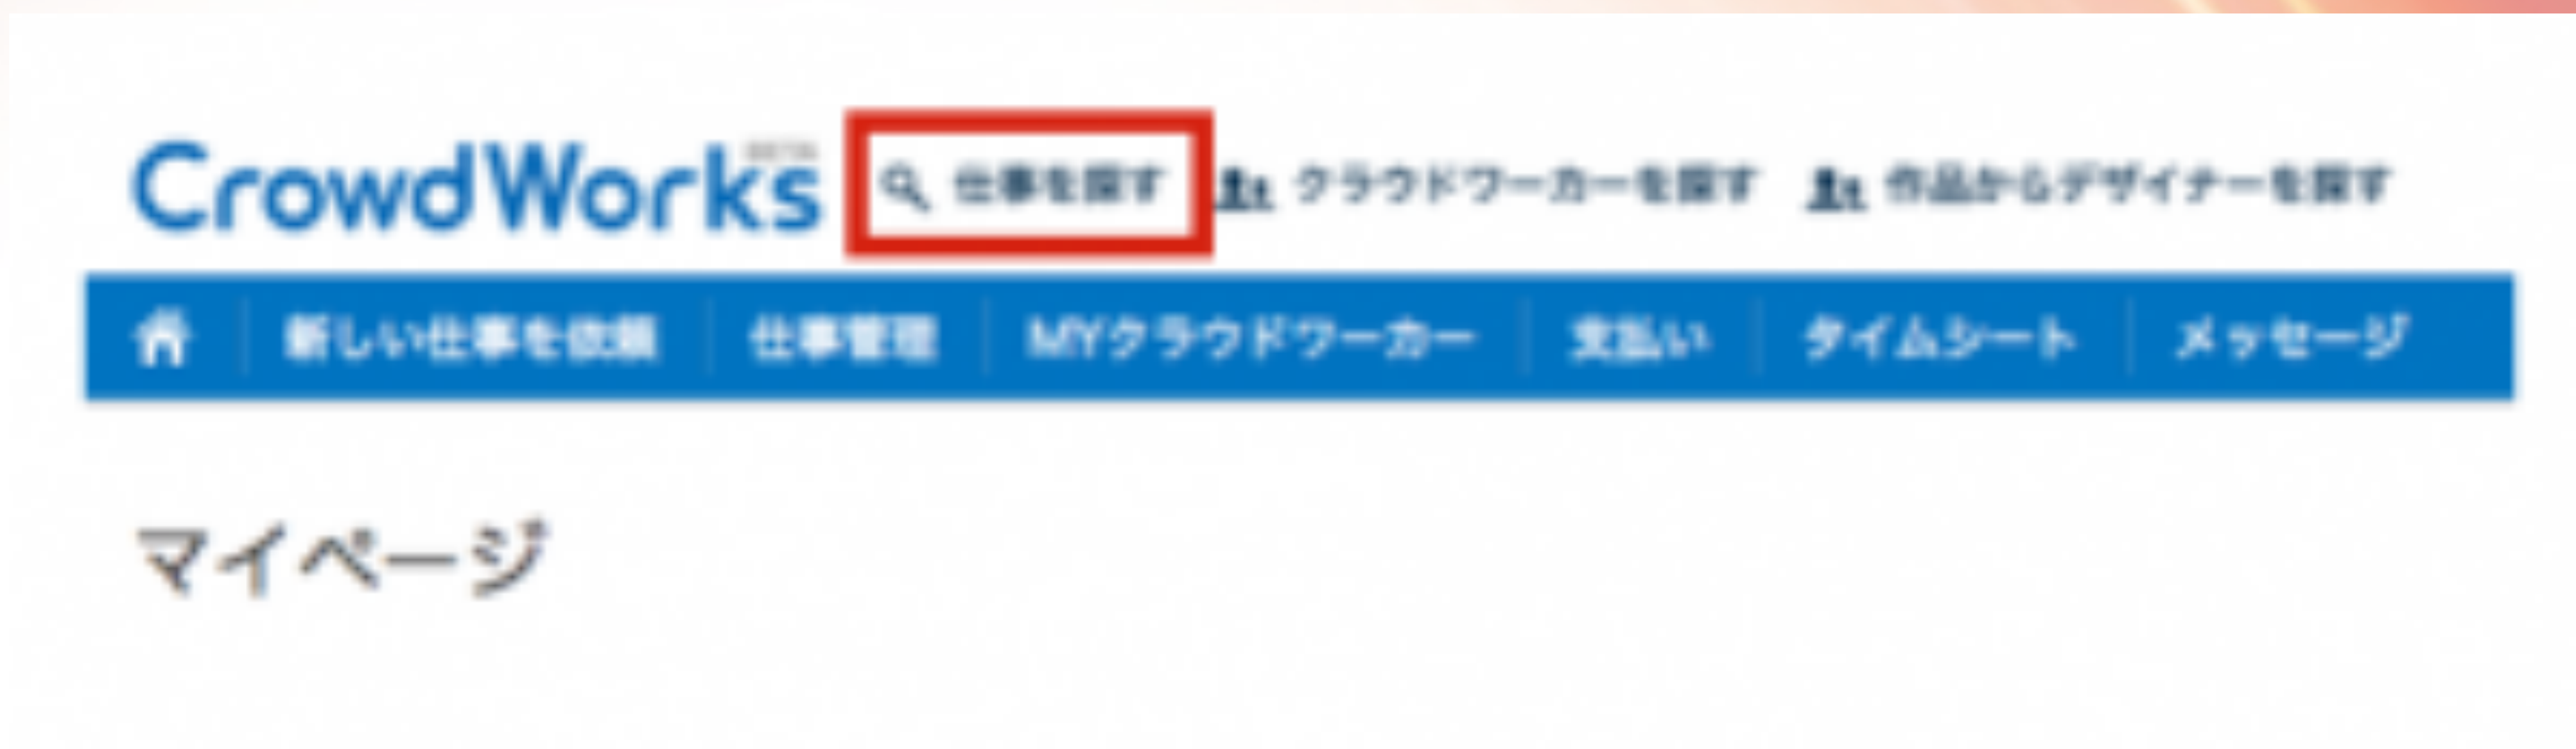 CrowdWorks BETA 仕事を探す クラウドワーカーを探す 作品からデザイナーを探す
新しい仕事を依頼 仕事管理 MYクラウドワーカー 支払い タイムシート メッセージ
マイページ